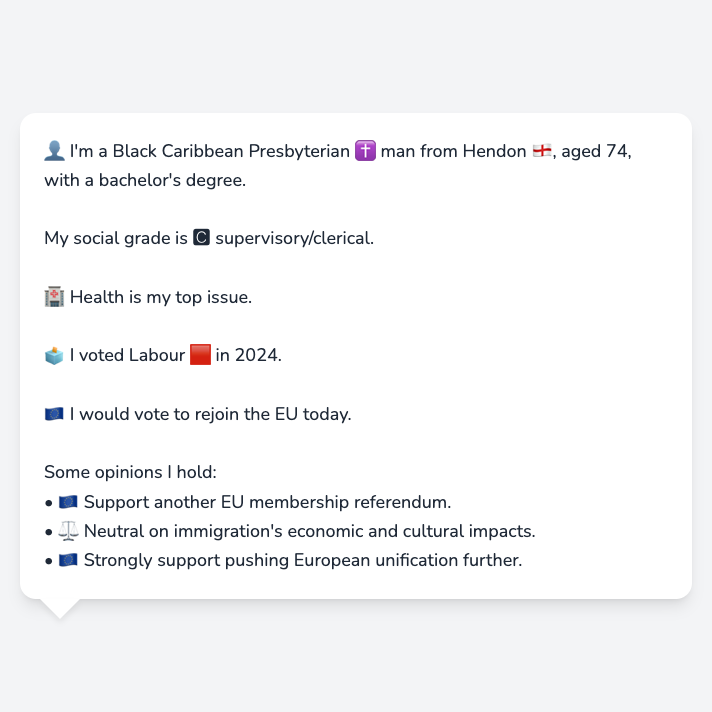 👤 I'm a Black Caribbean Presbyterian ✝️ man from Hendon 🏴󠁧󠁢󠁥󠁮󠁧󠁿, aged 74,
with a bachelor's degree.
My social grade is 🅲 supervisory/clerical.
🏥 Health is my top issue.
🗳️ I voted Labour 🟥 in 2024.
🇪🇺 I would vote to rejoin the EU today.
Some opinions I hold:
• 🇪🇺 Support another EU membership referendum.
• ⚖️ Neutral on immigration's economic and cultural impacts.
• 🇪🇺 Strongly support pushing European unification further.